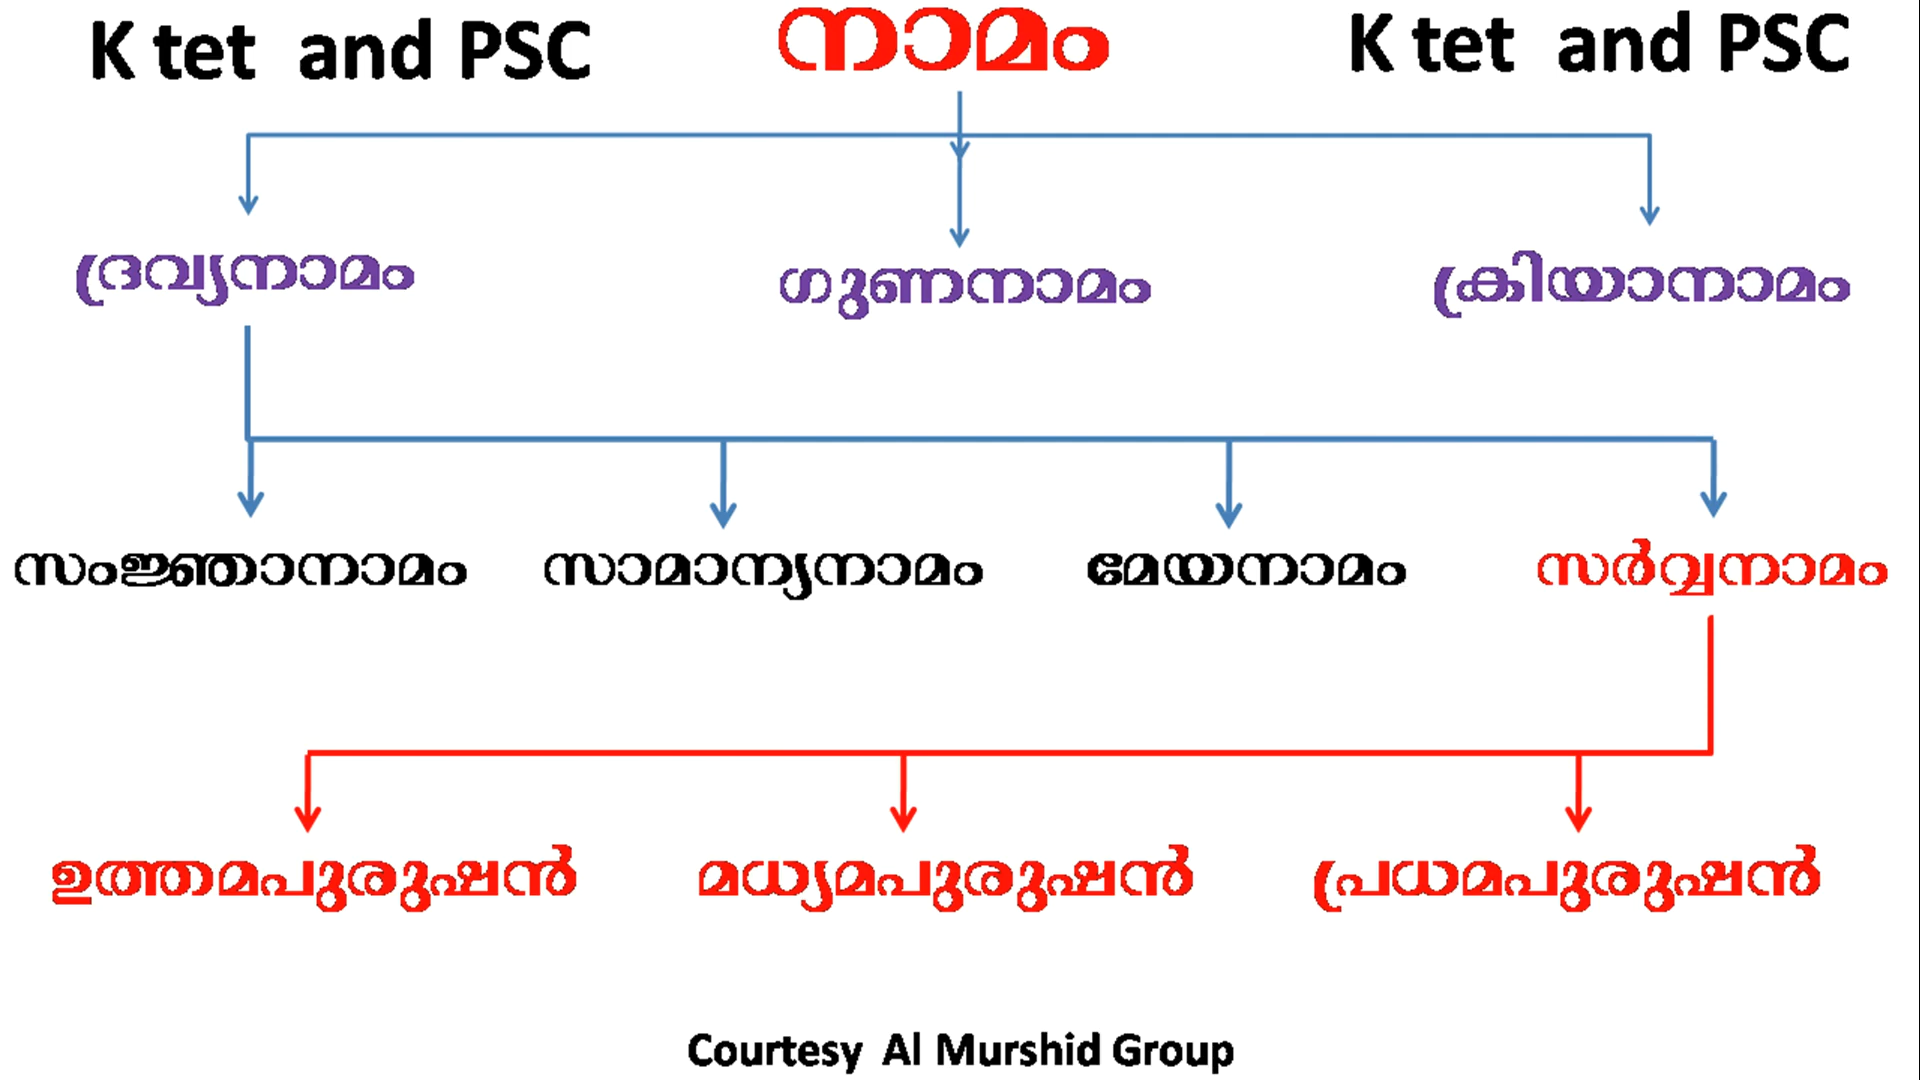 K tet and PSC നാമം K tet and PSC
ദ്രവ്യനാമം ഗുണനാമം ക്രിയാനാമം
സംജ്ഞാനാമം സാമാന്യനാമം മേയനാമം സർവ്വനാമം
ഉത്തമപുരുഷൻ മധ്യമപുരുഷൻ പ്രധമപുരുഷൻ
Courtesy Al Murshid Group